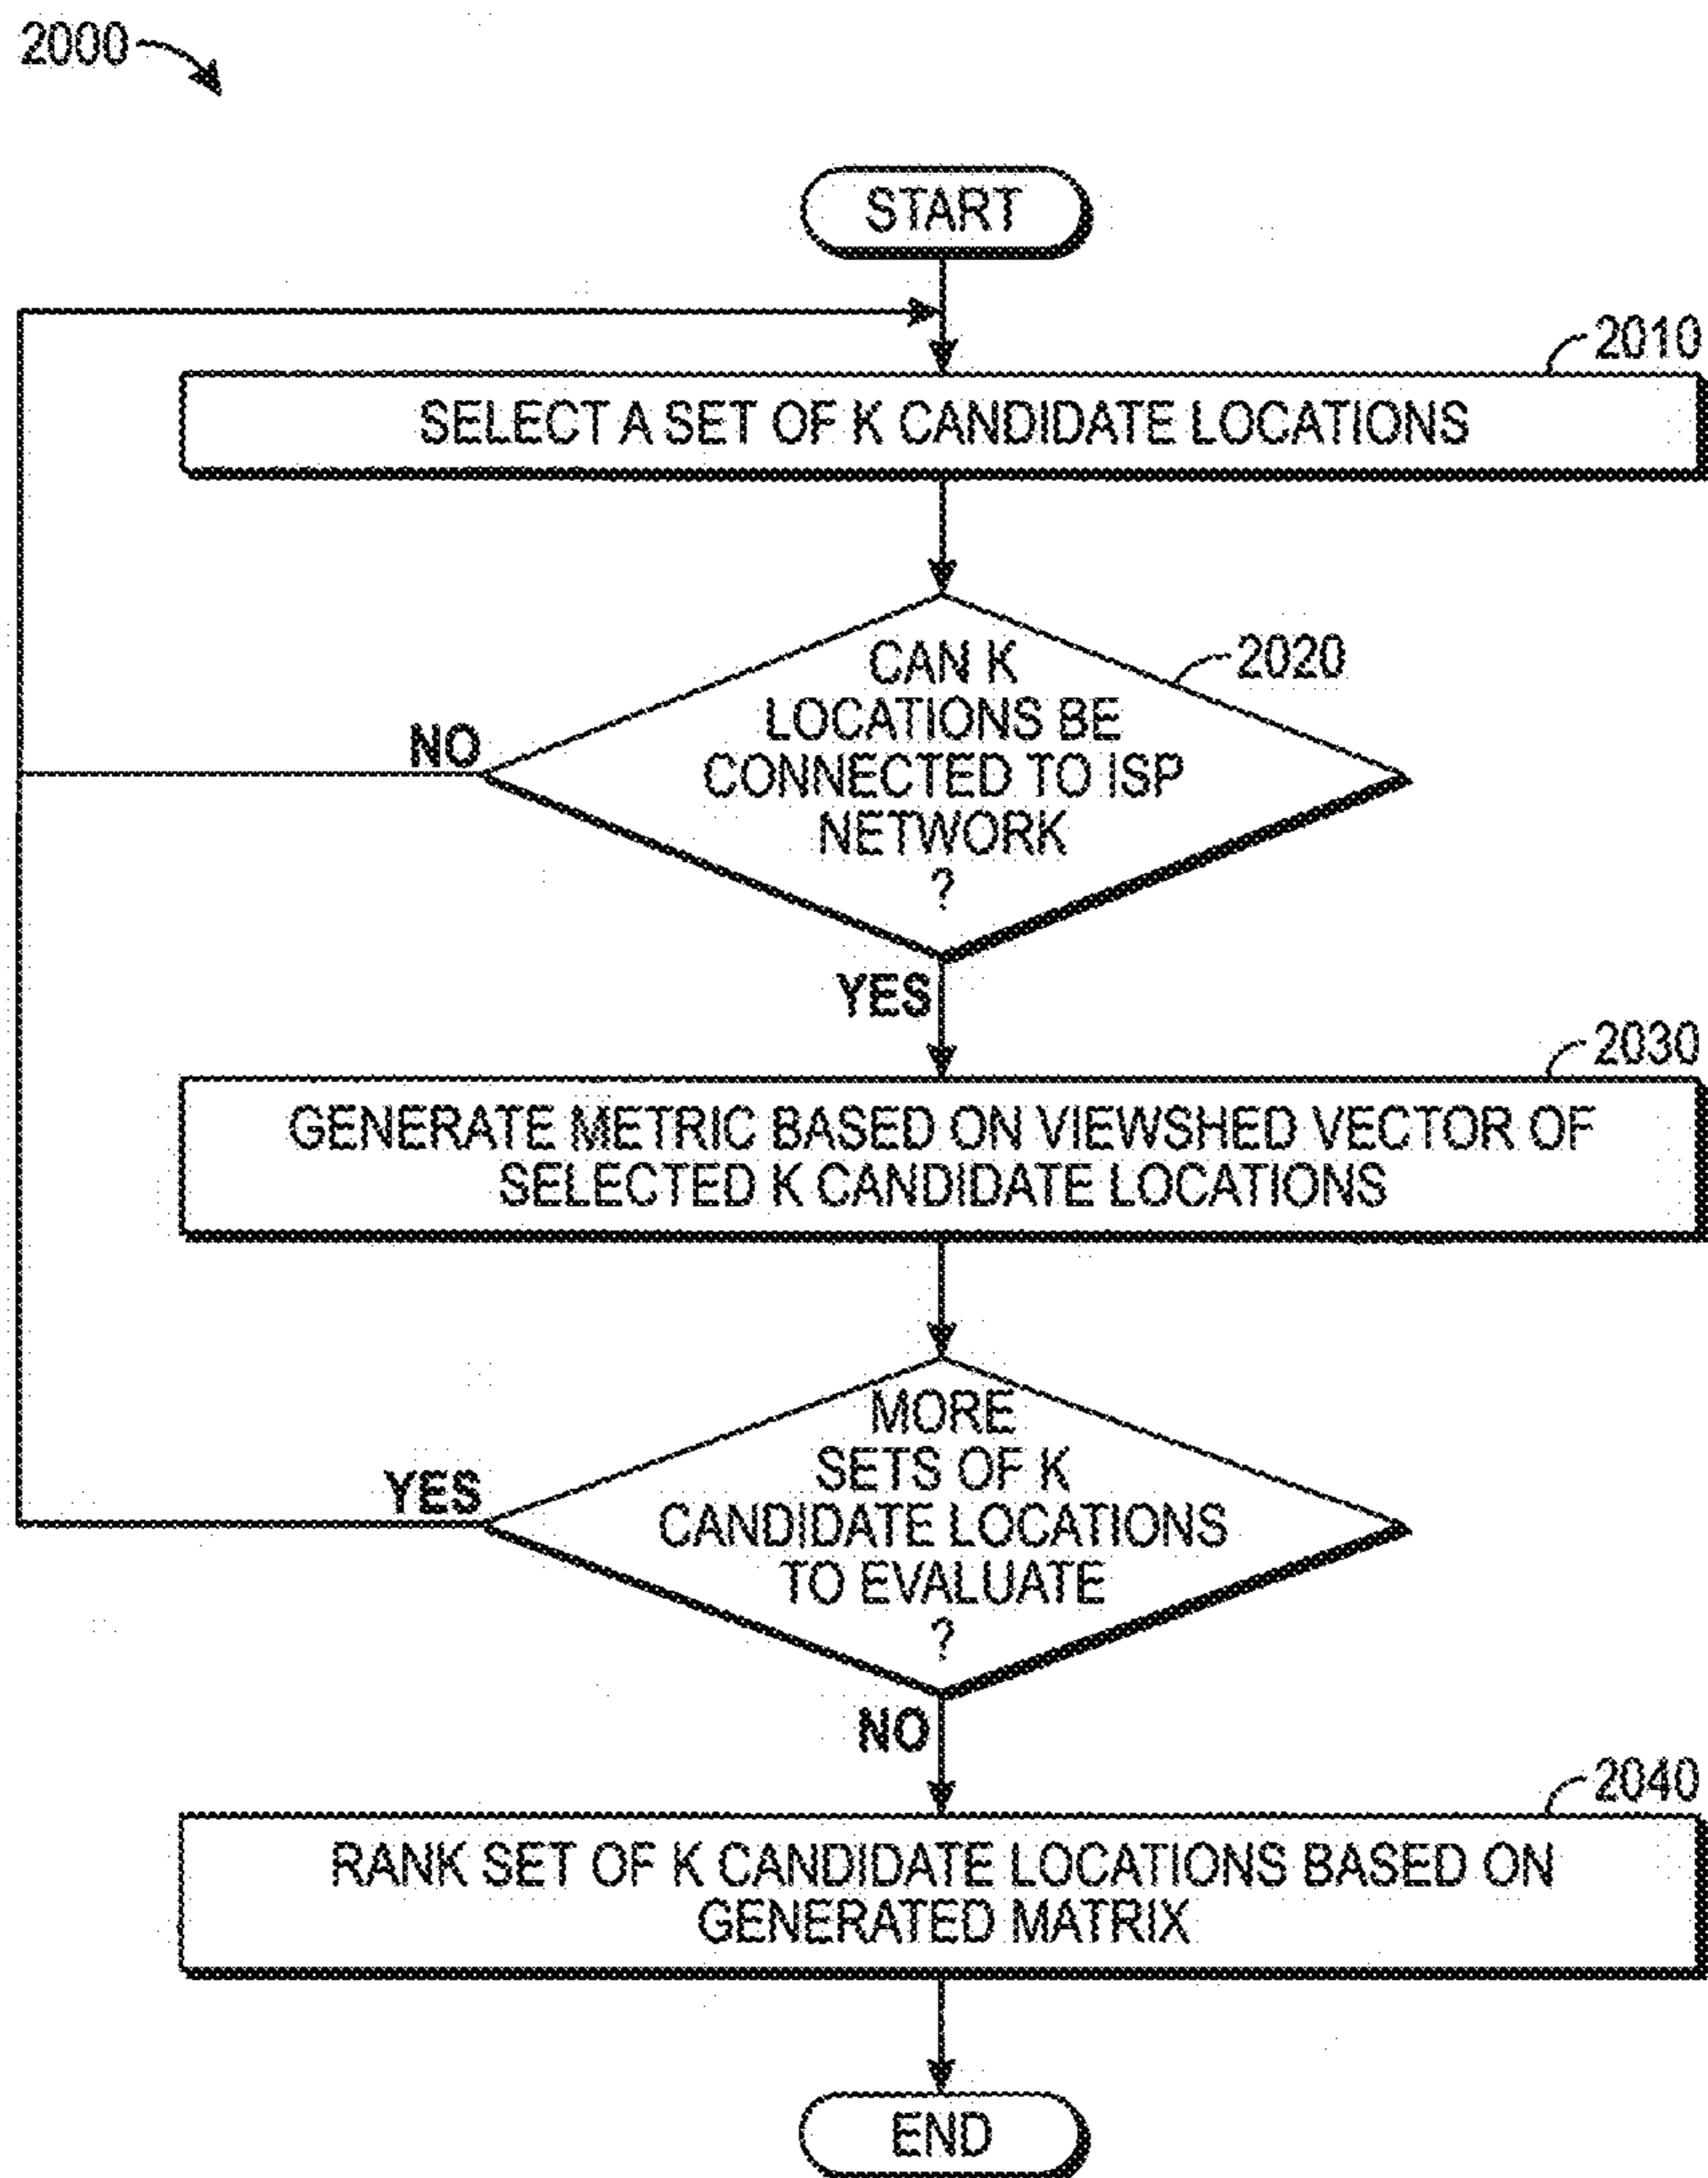 2000
START
2010
SELECT A SET OF K CANDIDATE LOCATIONS
CAN K
LOCATIONS BE
CONNECTED TO ISP
NETWORK
?
2020
NO
YES
2030
GENERATE METRIC BASED ON VIEWSHED VECTOR OF
SELECTED K CANDIDATE LOCATIONS
MORE
SETS OF K
CANDIDATE LOCATIONS
TO EVALUATE
?
YES
NO
2040
RANK SET OF K CANDIDATE LOCATIONS BASED ON
GENERATED MATRIX
END